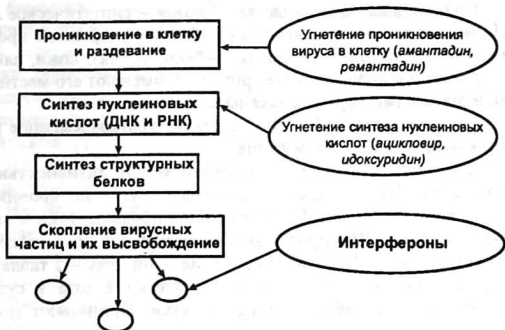 Проникновение в клетку
и раздевание
Угнетение проникновения
вируса в клетку (амантадин,
ремантадин)
Синтез нуклеиновых
кислот (ДНК и РНК)
Угнетение синтеза нуклеиновых
кислот (ацикловир,
идоксуридин)
Синтез структурных
белков
Скопление вирусных
частиц и их высвобождение
Интерфероны